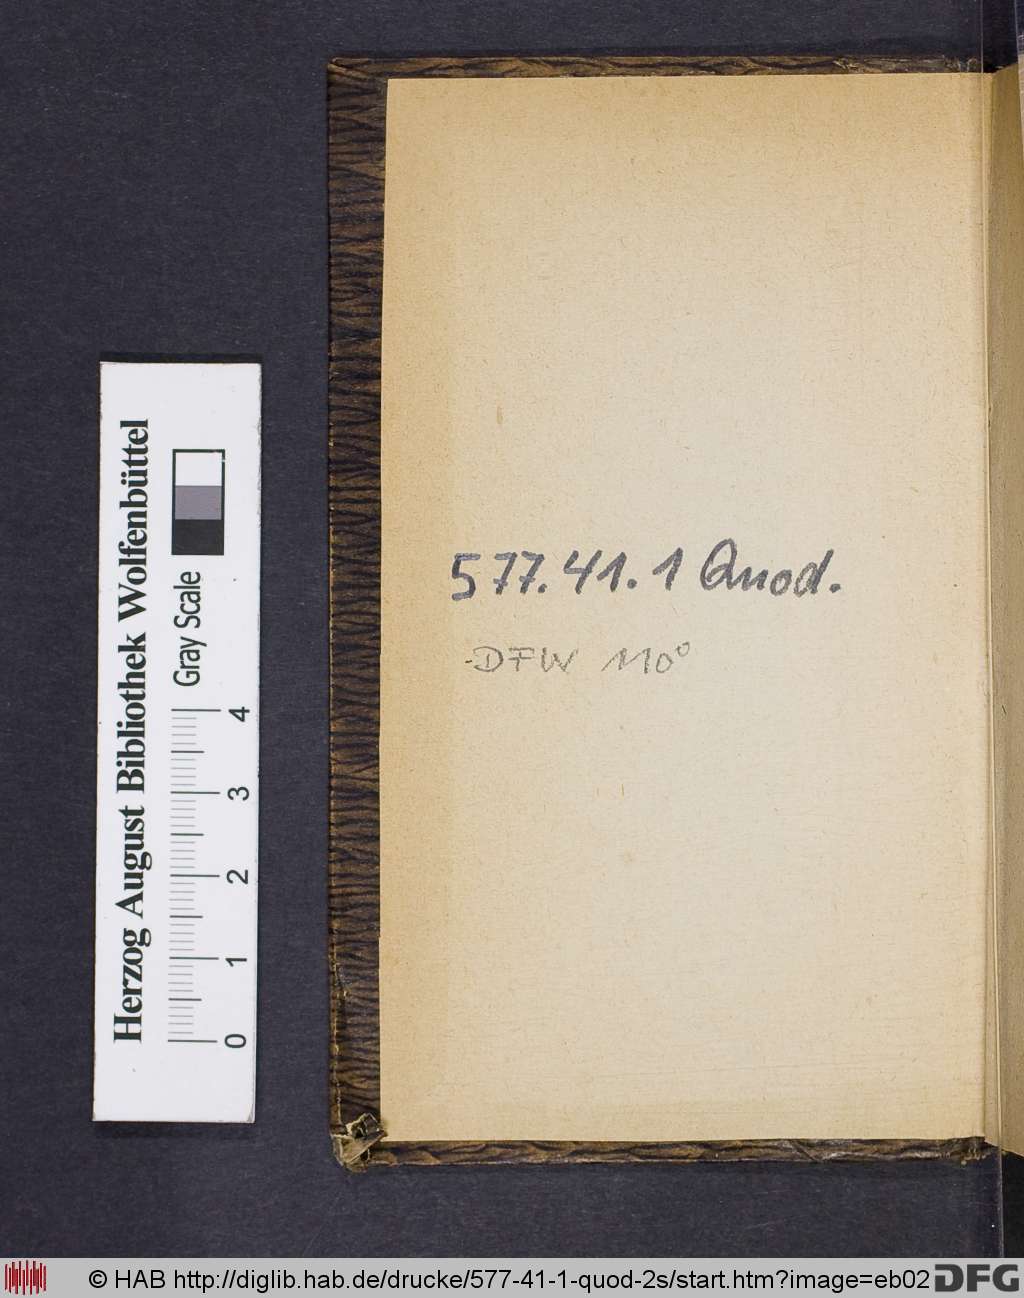 577.41.1 Quod.
-DFW 110°
Herzog August Bibliothek Wolfenbüttel
Gray Scale
0 1 2 3 4
© HAB http://diglib.hab.de/drucke/577-41-1-quod-2s/start.htm?image=eb02
DFG